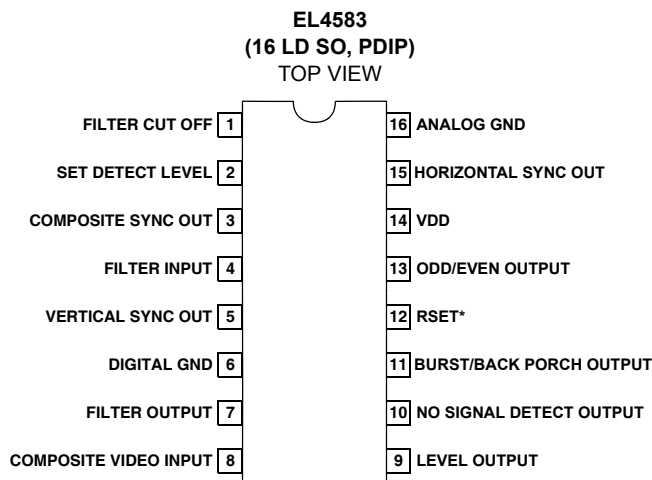 EL4583
(16 LD SO, PDIP)
TOP VIEW
FILTER CUT OFF 1
16 ANALOG GND
SET DETECT LEVEL 2
15 HORIZONTAL SYNC OUT
COMPOSITE SYNC OUT 3
14 VDD
FILTER INPUT 4
13 ODD/EVEN OUTPUT
VERTICAL SYNC OUT 5
12 RSET*
DIGITAL GND 6
11 BURST/BACK PORCH OUTPUT
FILTER OUTPUT 7
10 NO SIGNAL DETECT OUTPUT
COMPOSITE VIDEO INPUT 8
9 LEVEL OUTPUT